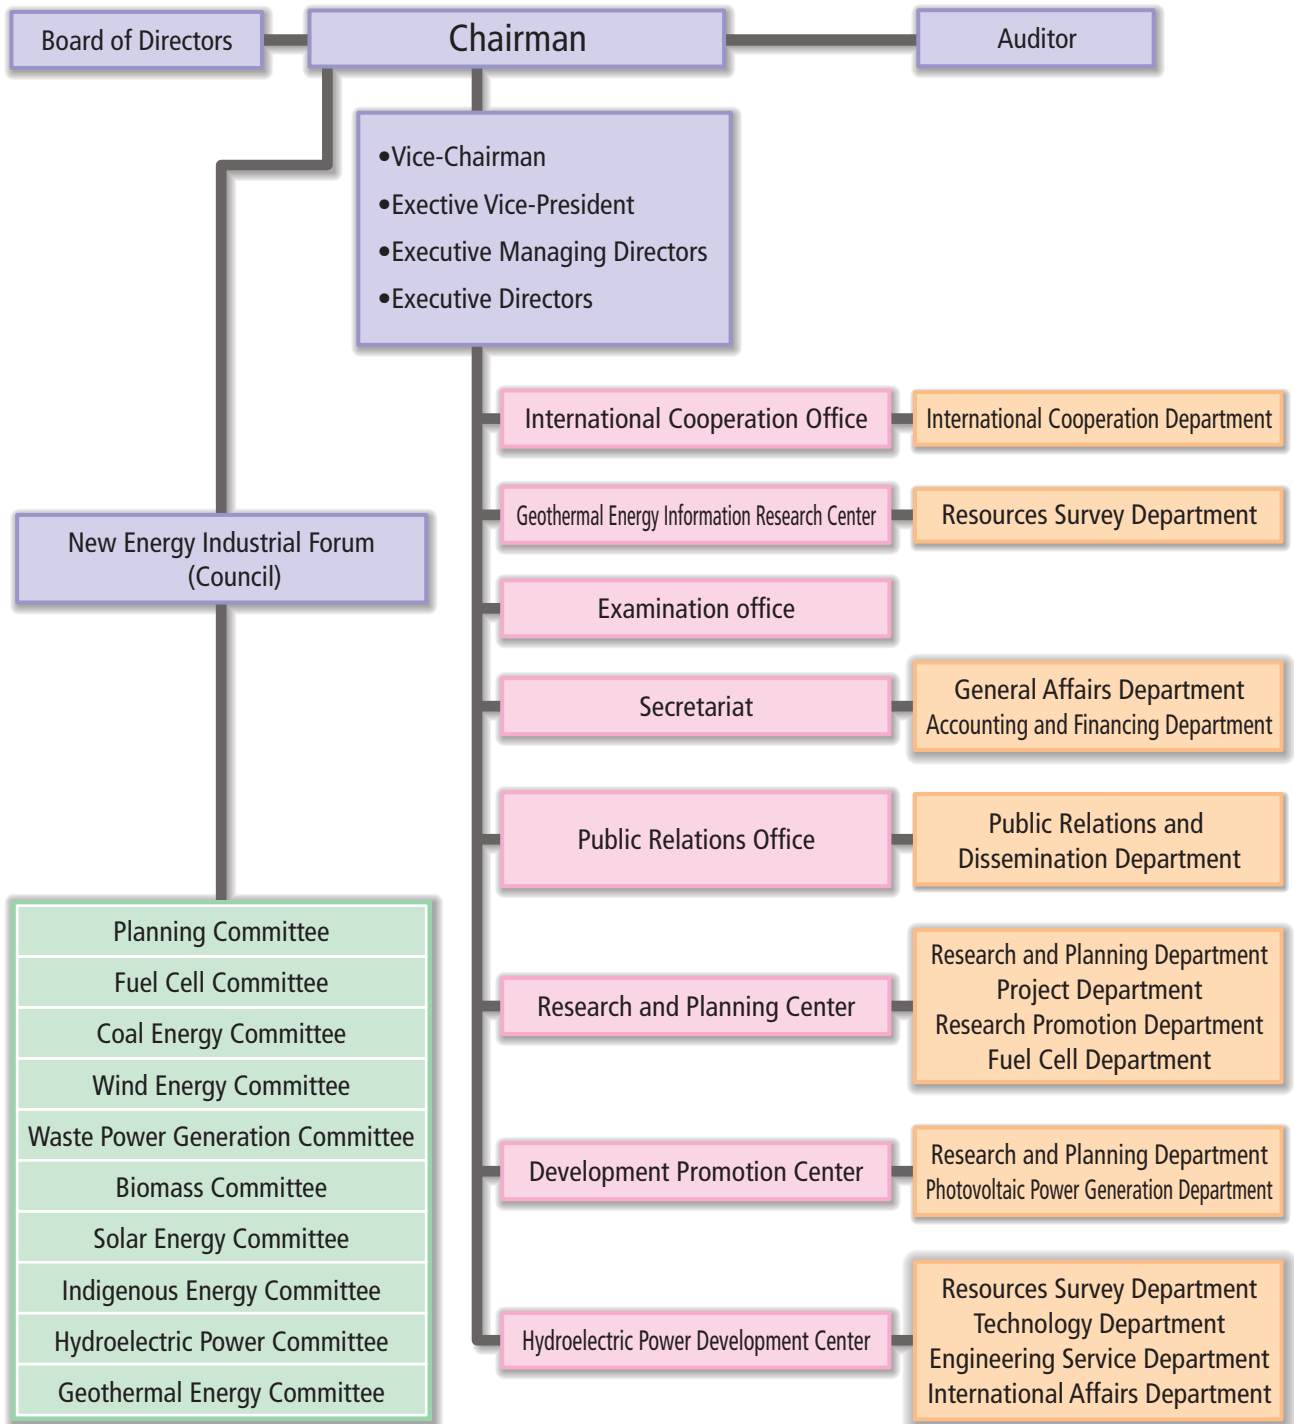 Board of Directors
Chairman
Auditor
•Vice-Chairman
•Exective Vice-President
•Executive Managing Directors
•Executive Directors
New Energy Industrial Forum
(Council)
Planning Committee
Fuel Cell Committee
Coal Energy Committee
Wind Energy Committee
Waste Power Generation Committee
Biomass Committee
Solar Energy Committee
Indigenous Energy Committee
Hydroelectric Power Committee
Geothermal Energy Committee
International Cooperation Office
International Cooperation Department
Geothermal Energy Information Research Center
Resources Survey Department
Examination office
Secretariat
General Affairs Department
Accounting and Financing Department
Public Relations Office
Public Relations and
Dissemination Department
Research and Planning Center
Research and Planning Department
Project Department
Research Promotion Department
Fuel Cell Department
Development Promotion Center
Research and Planning Department
Photovoltaic Power Generation Department
Hydroelectric Power Development Center
Resources Survey Department
Technology Department
Engineering Service Department
International Affairs Department